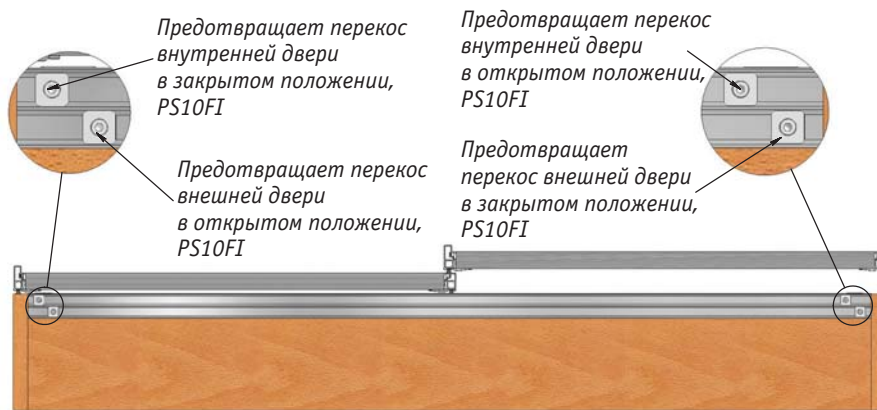 Предотвращает перекос
внутренней двери
в закрытом положении,
PS10FI
Предотвращает перекос
внешней двери
в открытом положении,
PS10FI
Предотвращает перекос
внутренней двери
в открытом положении,
PS10FI
Предотвращает
перекос внешней двери
в закрытом положении,
PS10FI